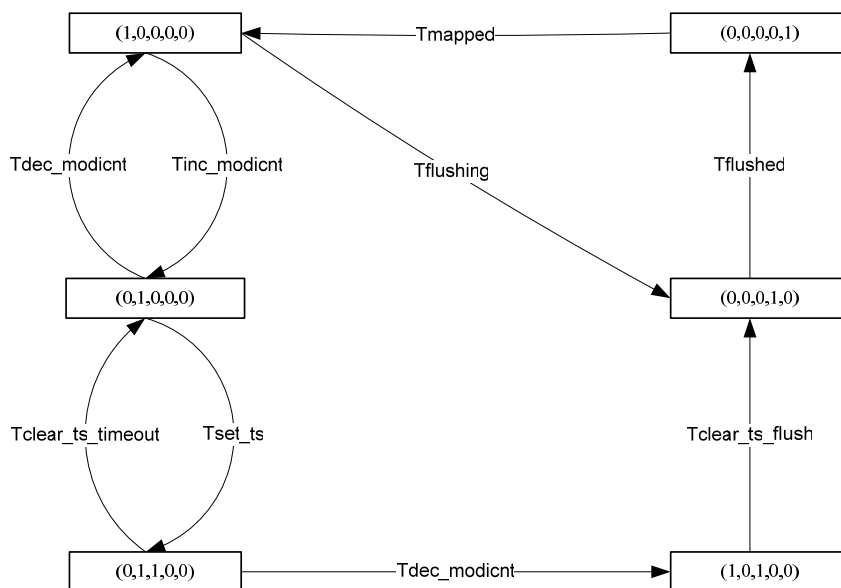 (1,0,0,0,0)
Tmapped
(0,0,0,0,1)
Tdec_modicnt
Tinc_modicnt
Tflushing
Tflushed
(0,1,0,0,0)
(0,0,0,1,0)
Tclear_ts_timeout
Tset_ts
Tclear_ts_flush
(0,1,1,0,0)
Tdec_modicnt
(1,0,1,0,0)